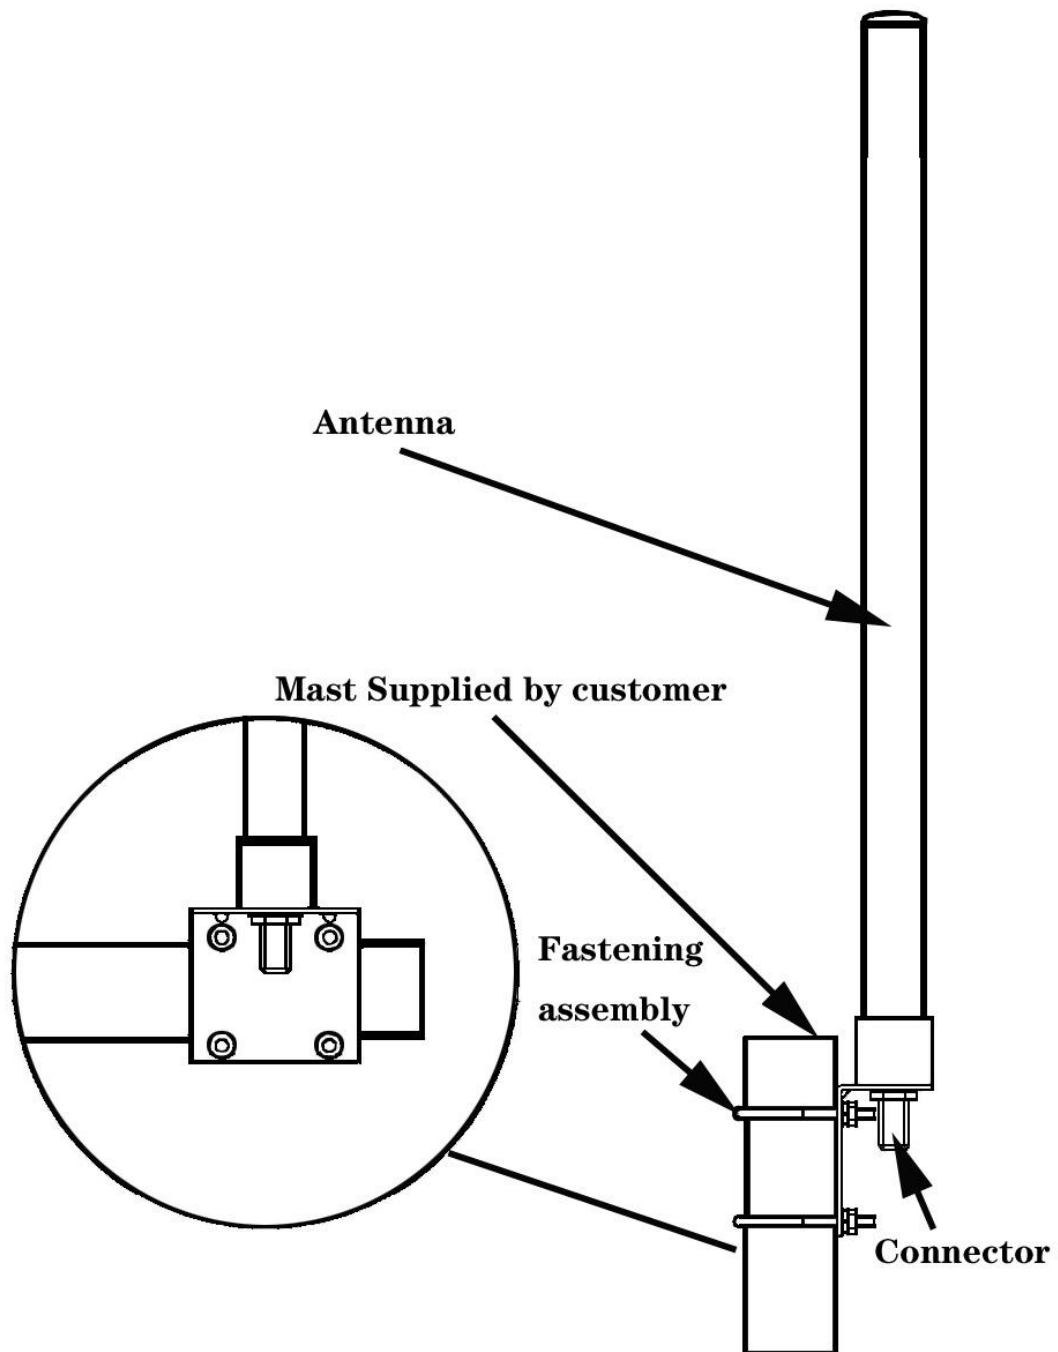 Antenna
Mast Supplied by customer
Fastening
assembly
Connector